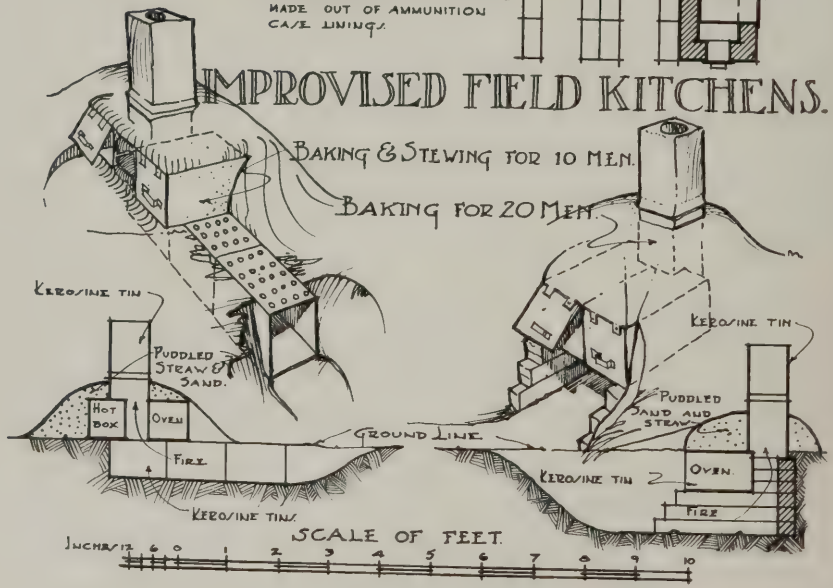 MADE OUT OF AMMUNITION
CASE LININGS.
IMPROVISED FIELD KITCHENS.
BAKING & STEWING FOR 10 MEN.
BAKING FOR 20 MEN.
KEROSINE TIN
PUDDLED
STRAW &
SAND.
HOT
BOX
OVEN
FIRE
KEROSINE TINS
GROUND LINE
KEROSINE TIN
PUDDLED
SAND AND
STRAW
KEROSINE TIN
OVEN.
FIRE
SCALE OF FEET.
INCHES 12 6 0 1 2 3 4 5 6 7 8 9 10